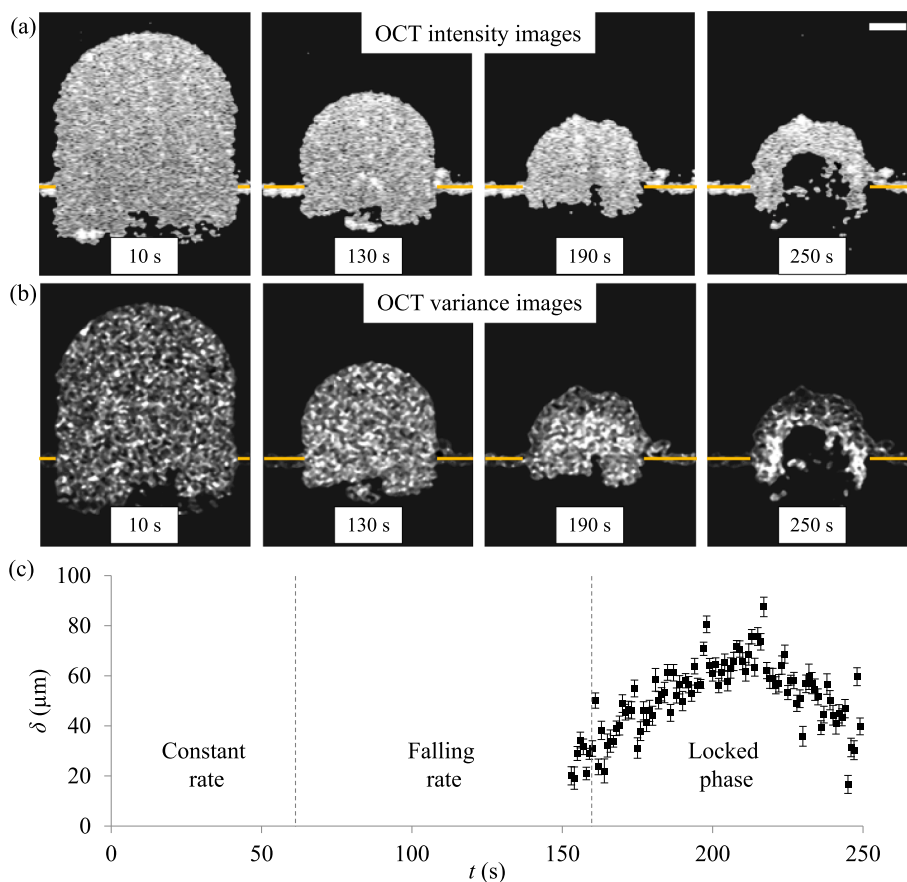 (a)
OCT intensity images
10 s
130 s
190 s
250 s
(b)
OCT variance images
10 s
130 s
190 s
250 s
(c)
100
80
60
40
20
0
δ (μm)
Constant
rate
Falling
rate
Locked
phase
0
50
100
150
200
250
t (s)